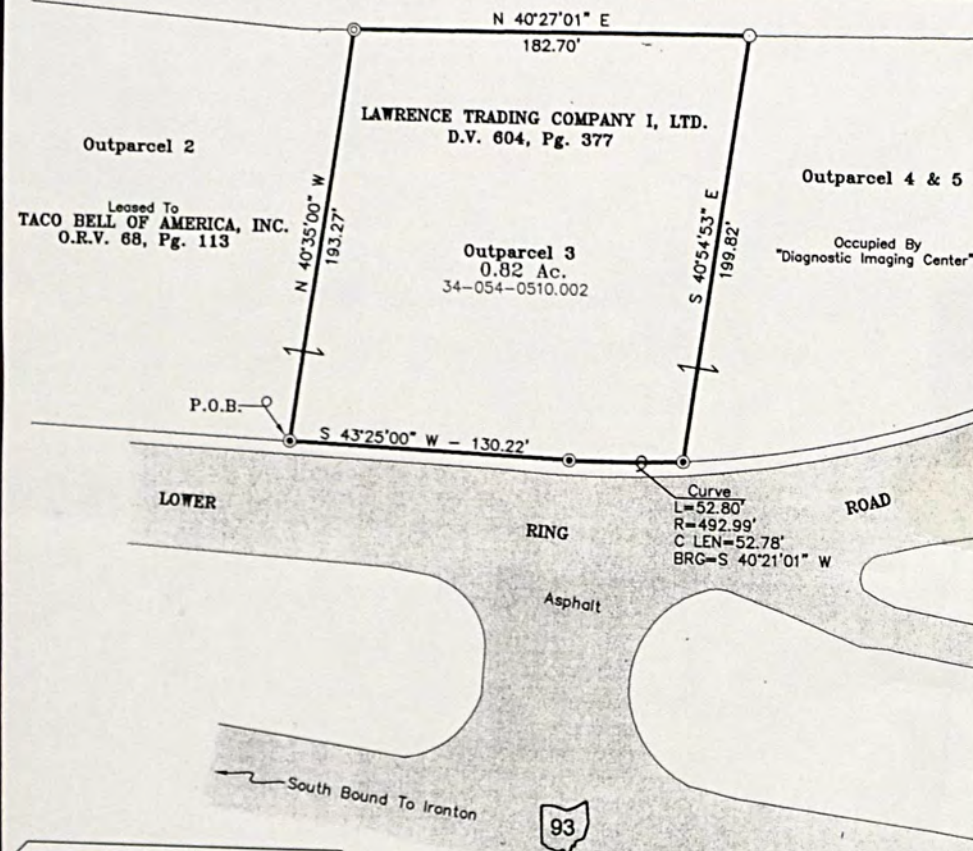 N 40°27'01" E
182.70'
LAWRENCE TRADING COMPANY I, LTD.
D.V. 604, Pg. 377
Outparcel 2
Leased To
TACO BELL OF AMERICA, INC.
O.R.V. 68, Pg. 113
N 40°35'00" W
193.27'
Outparcel 3
0.82 Ac.
34-054-0510.002
S 40°54'53" E
199.82'
Outparcel 4 & 5
Occupied By
"Diagnostic Imaging Center"
P.O.B.
S 43°25'00" W - 130.22'
Curve
L=52.80'
R=492.99'
C LEN=52.78'
BRG=S 40°21'01" W
LOWER
RING
ROAD
Asphalt
South Bound To Ironton
93